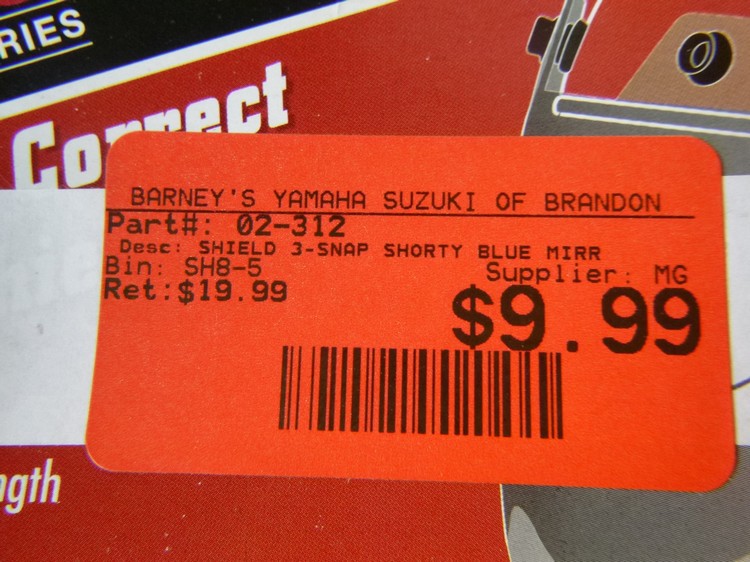 RIES
Correct
BARNEY'S YAMAHA SUZUKI OF BRANDON
Part#: 02-312
Desc: SHIELD 3-SNAP SHORTY BLUE MIRR
Bin: SH8-5
Supplier: MG
Ret:$19.99
$9.99
ngth